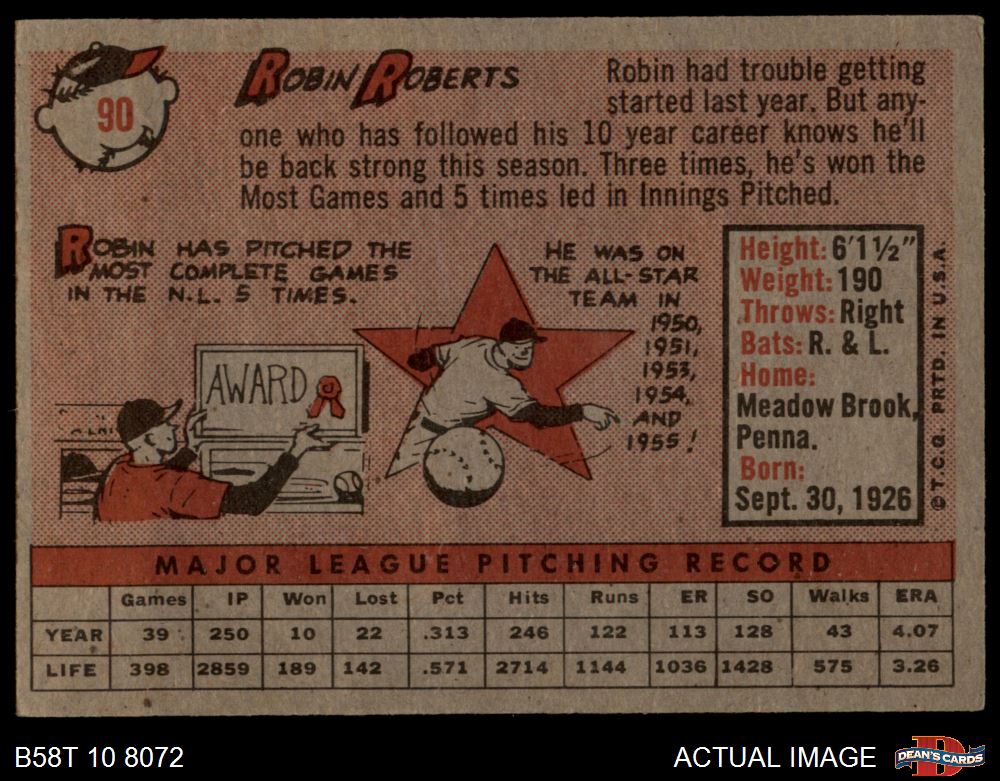 90
ROBIN ROBERTS
Robin had trouble getting
started last year. But any-
one who has followed his 10 year career knows he'll
be back strong this season. Three times, he's won the
Most Games and 5 times led in Innings Pitched.
ROBIN HAS PITCHED THE
MOST COMPLETE GAMES
IN THE N.L. 5 TIMES.
AWARD
HE WAS ON
THE ALL-STAR
TEAM IN
1950,
1951,
1953,
1954,
AND
1955!
Height: 6'1½"
Weight: 190
Throws: Right
Bats: R. & L.
Home:
Meadow Brook,
Penna.
Born:
Sept. 30, 1926
© T.C.G. PRTD. IN U.S.A.
MAJOR LEAGUE PITCHING RECORD
Games IP Won Lost Pct Hits Runs ER SO Walks ERA
YEAR 39 250 10 22 .313 246 122 113 128 43 4.07
LIFE 398 2859 189 142 .571 2714 1144 1036 1428 575 3.26
B58T 10 8072
ACTUAL IMAGE
D
DEAN'S CARDS